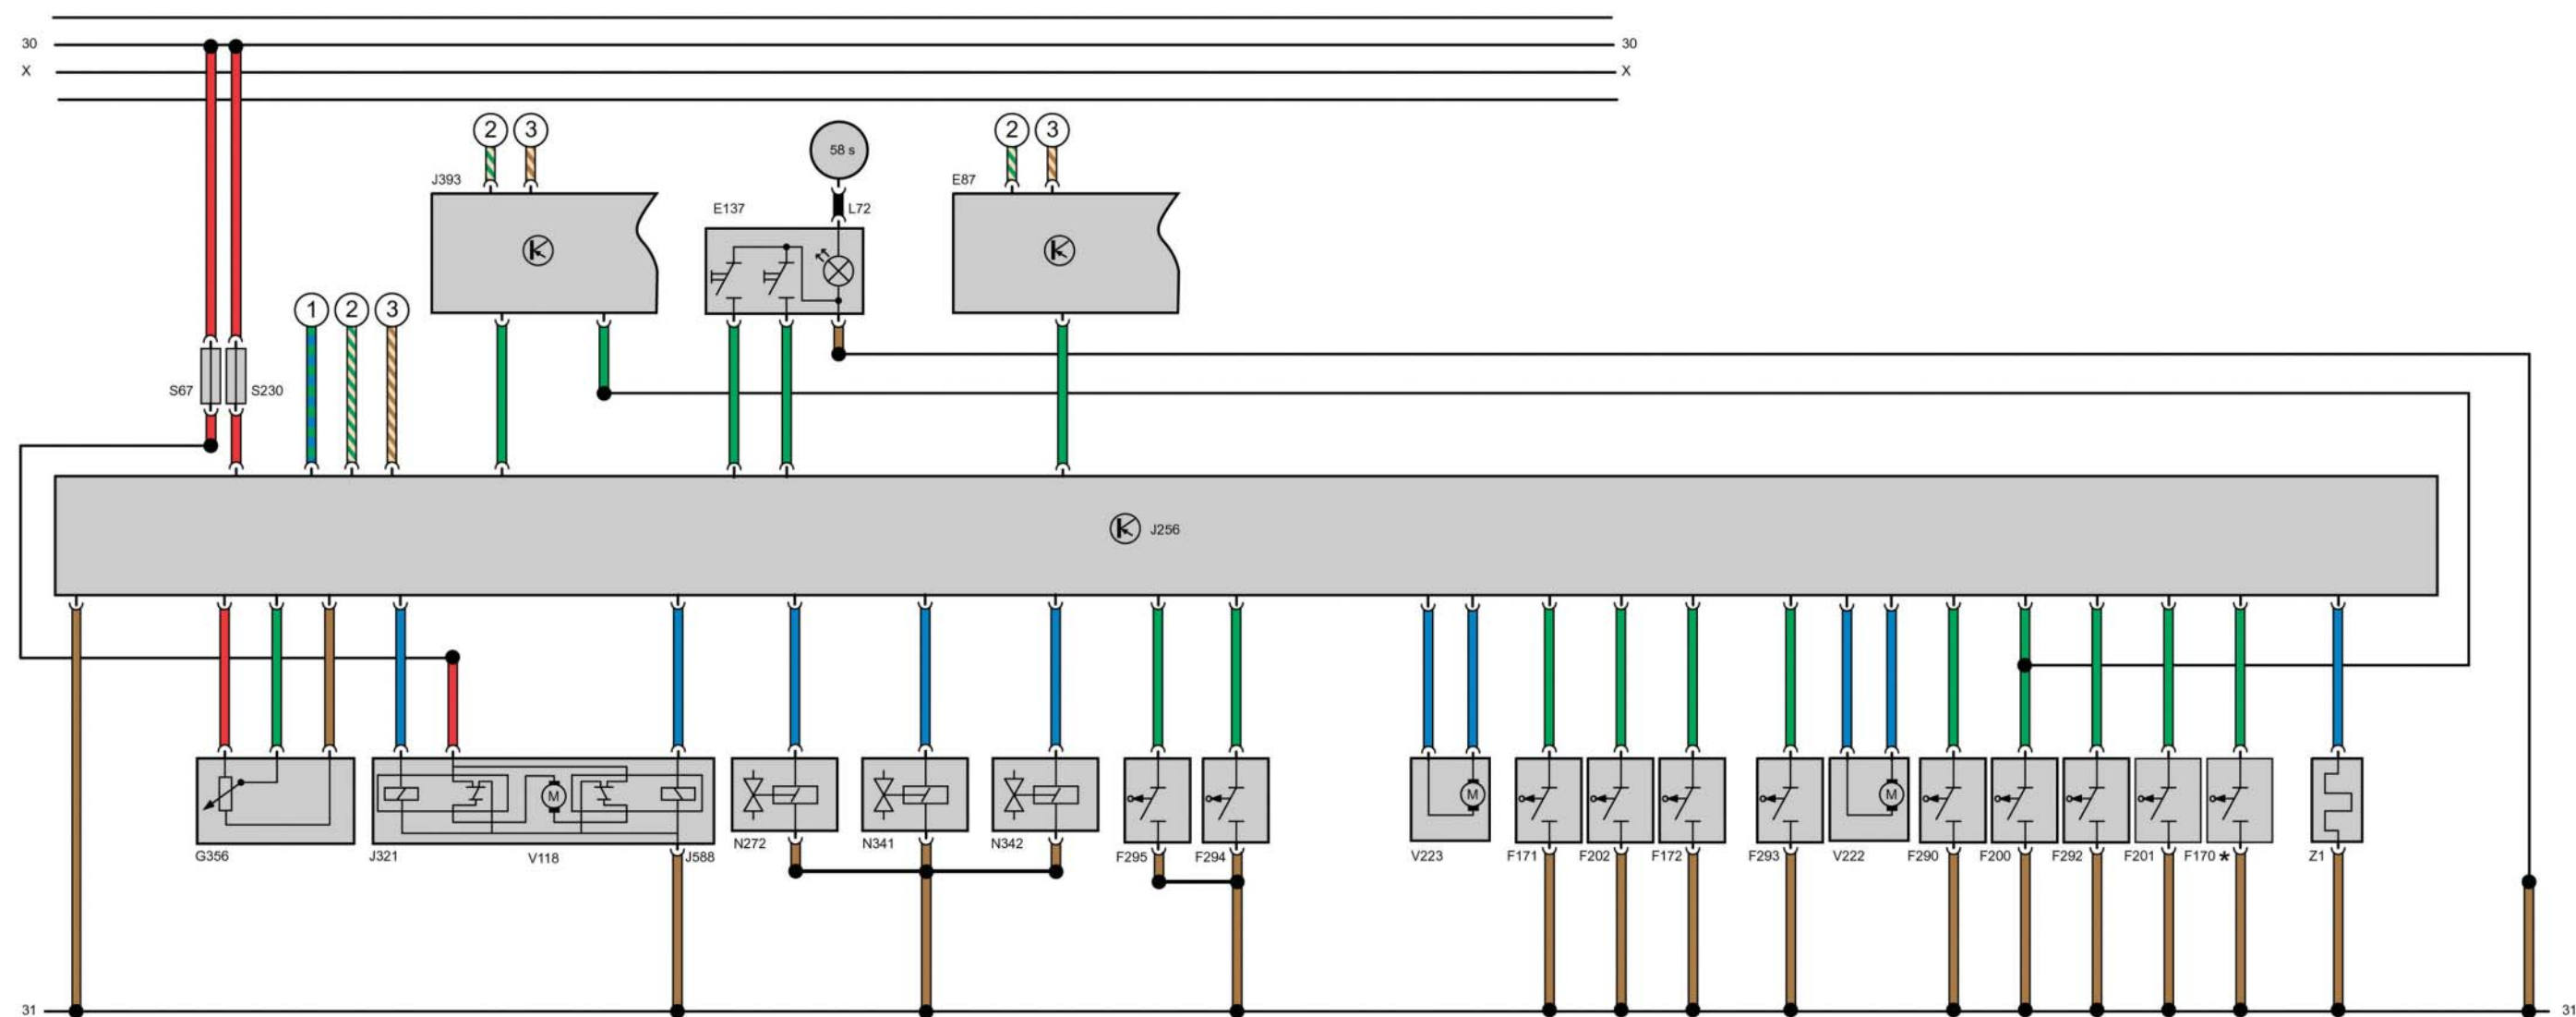 30 30
X X
2 3 58 s 2 3
J393 E137 L72 E87
1 2 3
S67 S230
J256
M M M
G356 J321 V118 J588 N272 N341 N342 F295 F294 V223 F171 F202 F172 F293 V222 F290 F200 F292 F201 F170 * Z1
31 31